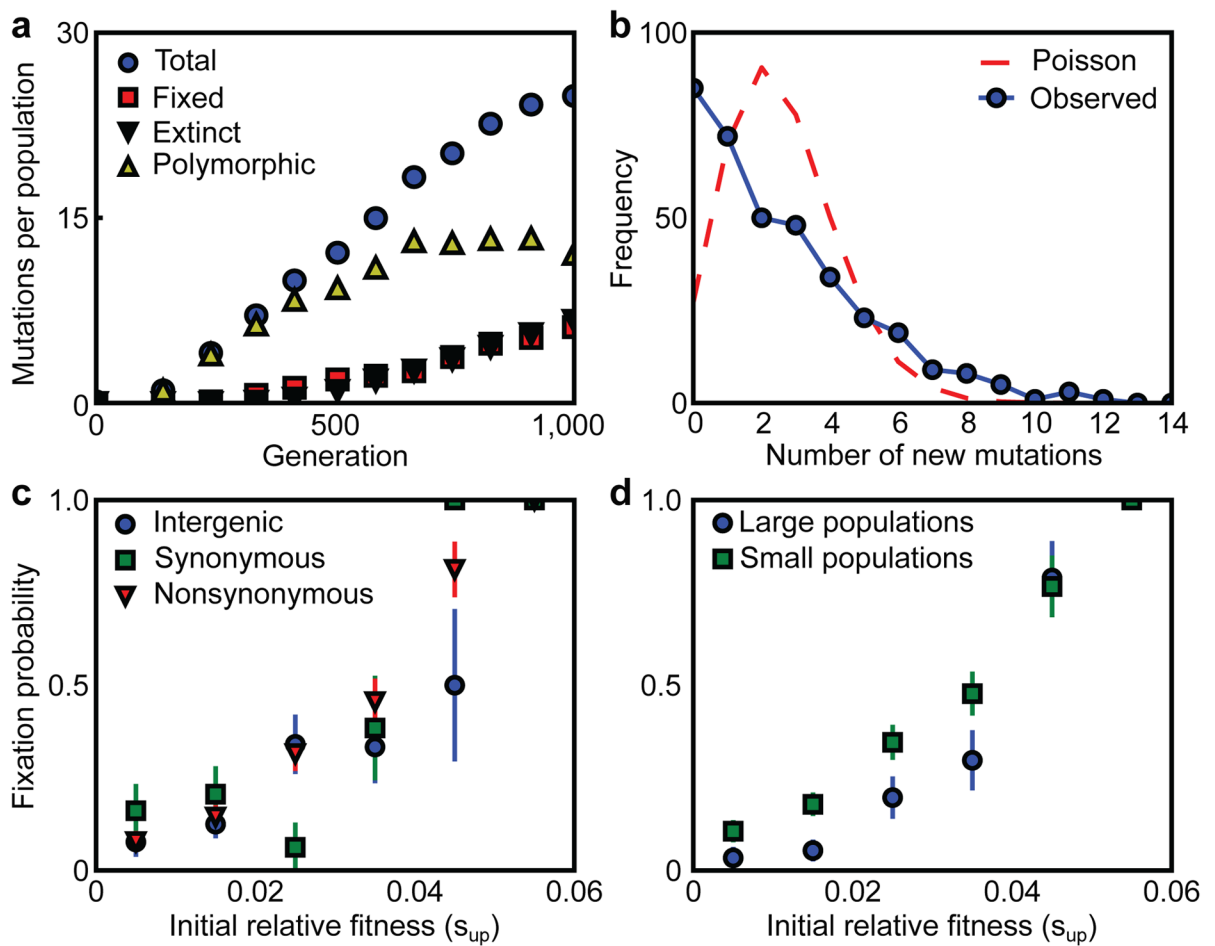 a
30
Total
Fixed
Extinct
Polymorphic
15
0
Mutations per population
0
500
1,000
Generation
b
100
Poisson
Observed
50
0
Frequency
0 2 4 6 8 10 12 14
Number of new mutations
c
1.0
Intergenic
Synonymous
Nonsynonymous
0.5
0
Fixation probability
0 0.02 0.04 0.06
Initial relative fitness (sup)
d
1.0
Large populations
Small populations
0.5
0
0 0.02 0.04 0.06
Initial relative fitness (sup)